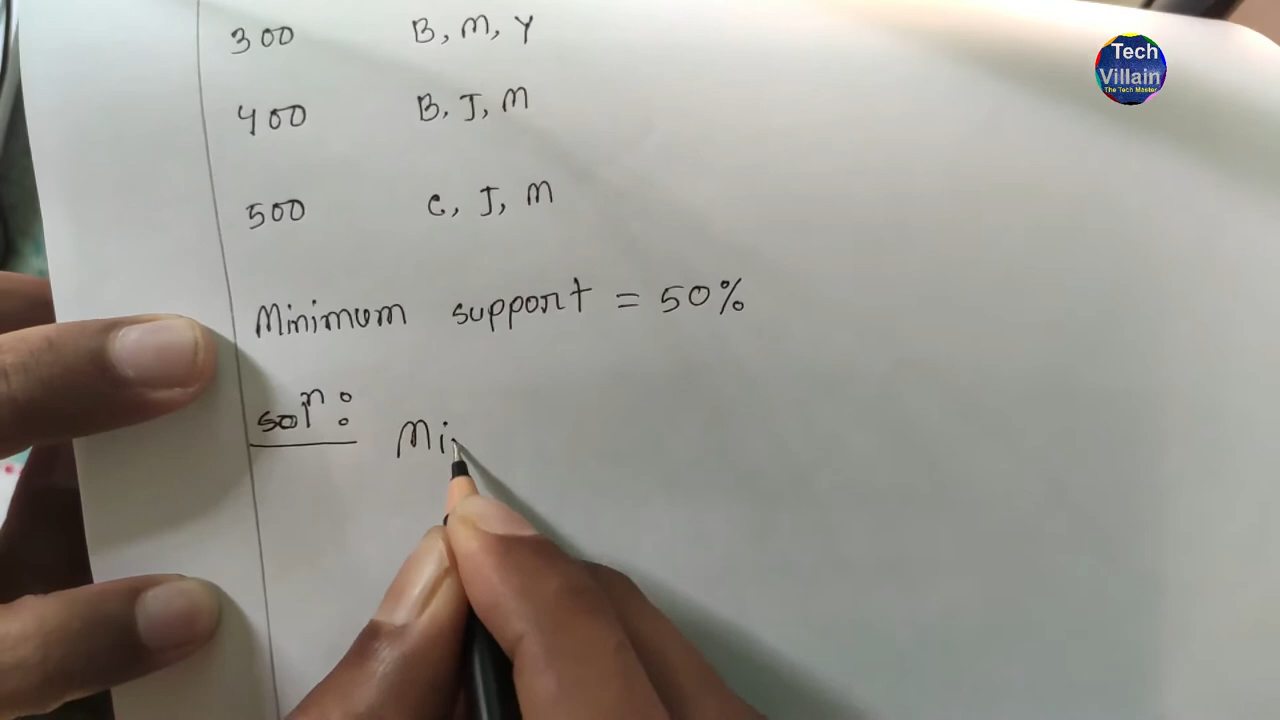 300 B, M, Y
Tech
Villain
The Tech Master
400 B, J, M
500 C, J, M
Minimum support = 50%
Solⁿ: Mi